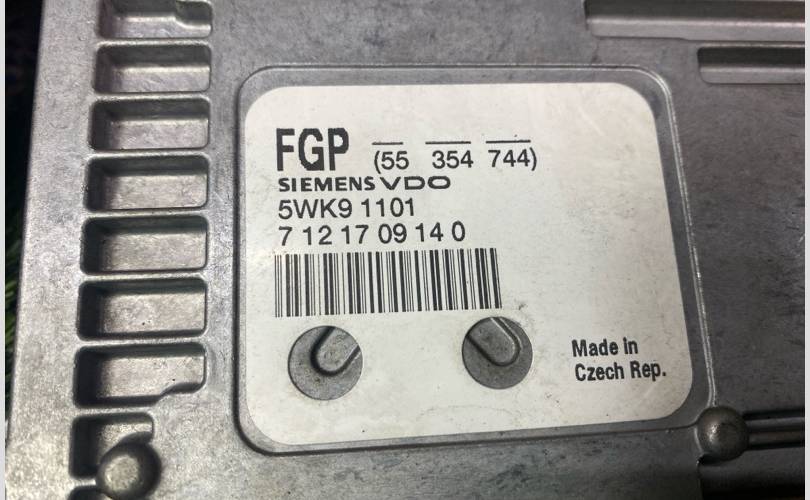 FGP (55 354 744)
SIEMENS VDO
5WK9 1101
7 12 17 09 14 0
Made in
Czech Rep.